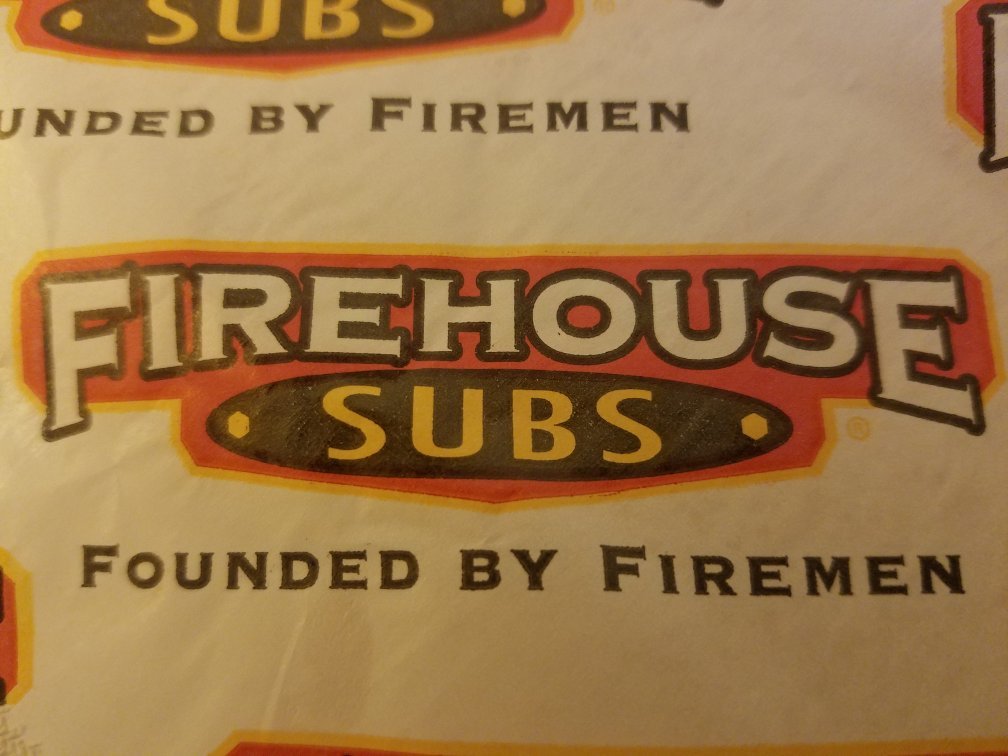 SUBS
UNDED BY FIREMEN
FIREHOUSE
SUBS
®
FOUNDED BY FIREMEN